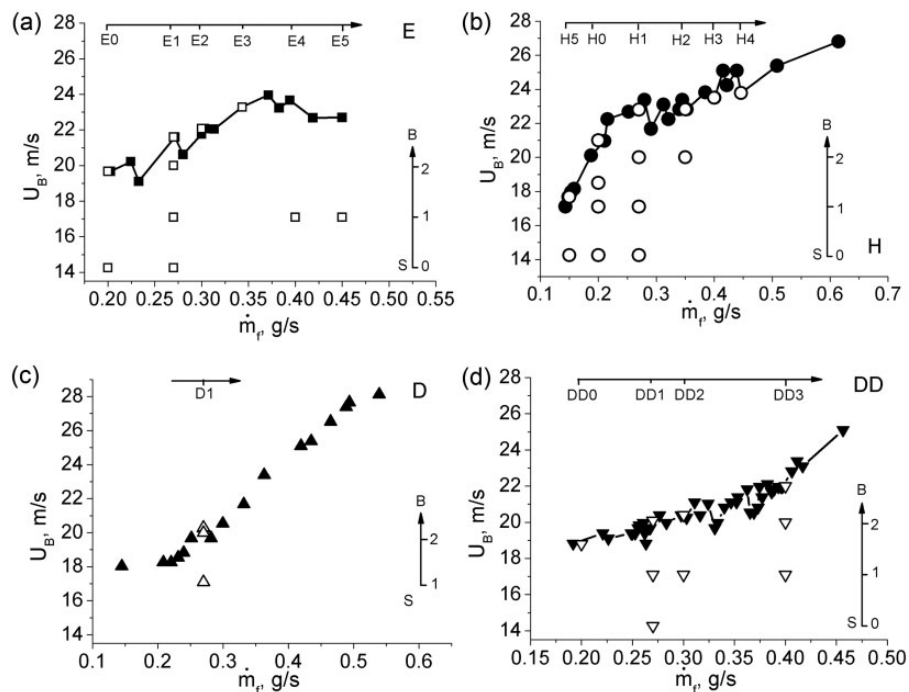 (a)
E0 E1 E2 E3 E4 E5
E
28
26
24
22
20
18
16
14
U_B, m/s
B
2
1
S 0
0.20 0.25 0.30 0.35 0.40 0.45 0.50 0.55
ṁ_f, g/s
(b)
H5 H0 H1 H2 H3 H4
28
26
24
22
20
18
16
14
U_B, m/s
B
2
1
S 0
H
0.1 0.2 0.3 0.4 0.5 0.6 0.7
ṁ_f, g/s
(c)
D1
D
28
26
24
22
20
18
16
14
U_B, m/s
B
2
1
S
0.1 0.2 0.3 0.4 0.5 0.6
ṁ_f, g/s
(d)
DD0 DD1 DD2 DD3
DD
28
26
24
22
20
18
16
14
U_B, m/s
B
2
1
S 0
0.15 0.20 0.25 0.30 0.35 0.40 0.45 0.50
ṁ_f, g/s